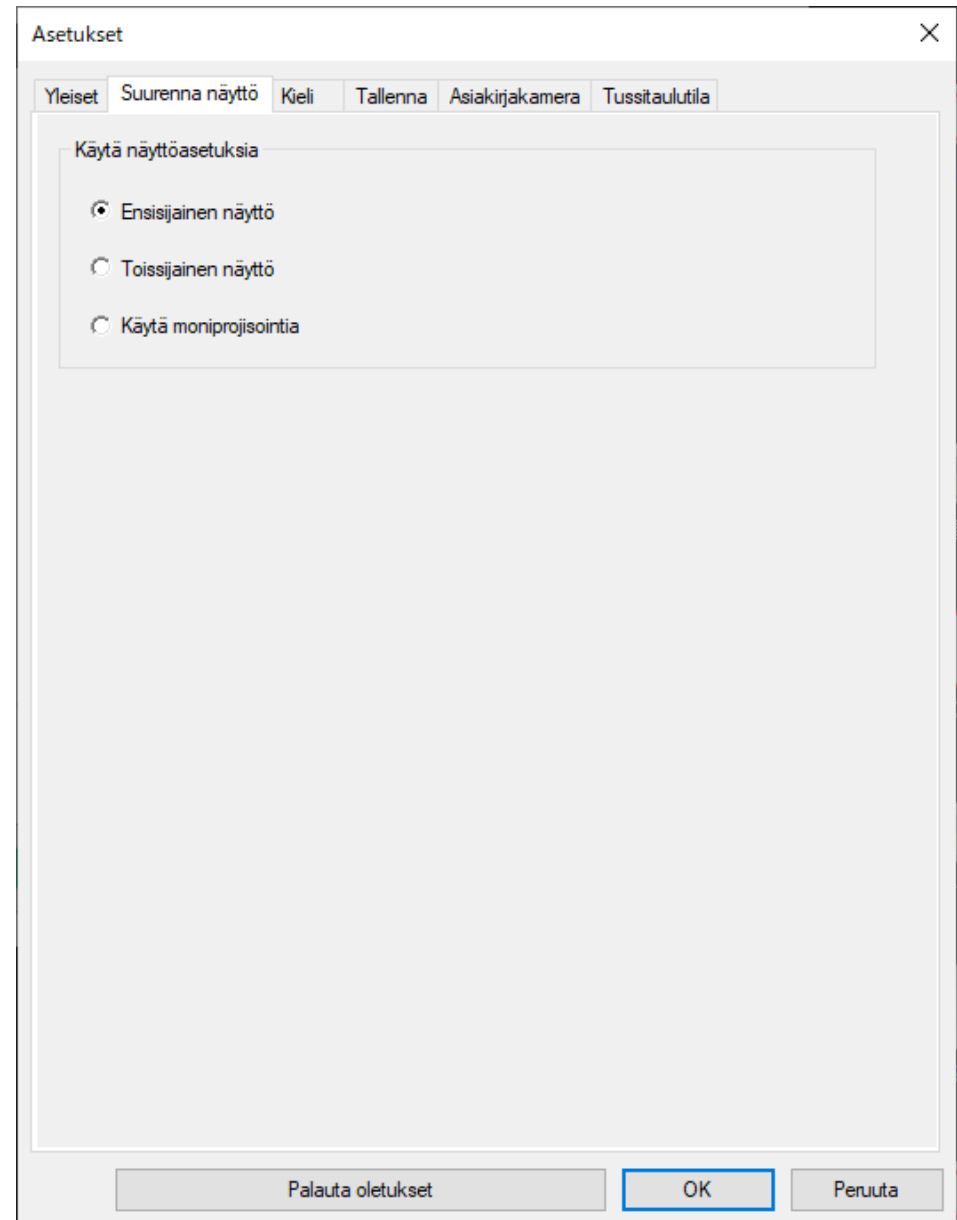 Asetukset
Yleiset Suurenna näyttö Kieli Tallenna Asiakirjakamera Tussitaulutila
Käytä näyttöasetuksia
Ensisijainen näyttö
Toissijainen näyttö
Käytä moniprojisointia
Palauta oletukset OK Peruuta